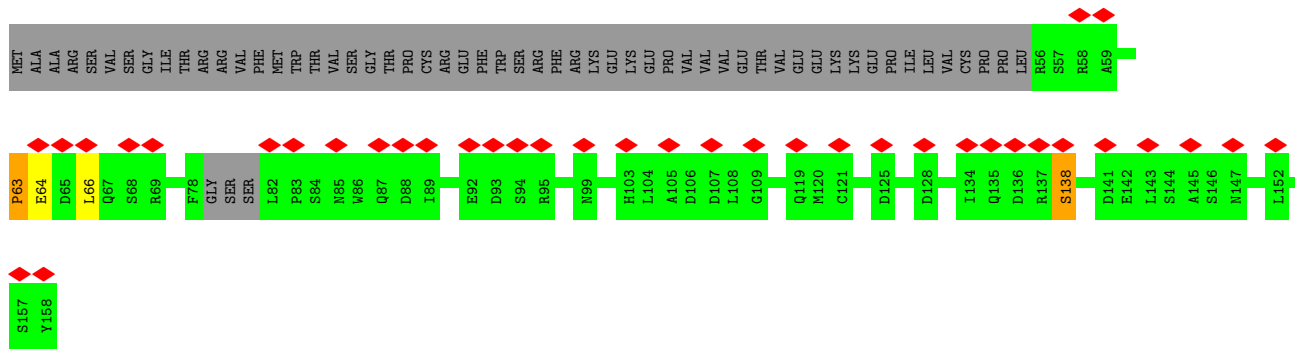 MET ALA ALA ARG SER VAL SER GLY ILE THR ARG ARG VAL PHE MET TRP THR VAL SER GLY THR PRO CYS ARG GLU PHE TRP SER ARG PHE ARG LYS GLU LYS GLU PRO VAL VAL VAL GLU THR VAL GLU GLU LYS LYS GLU PRO ILE LEU VAL CYS PRO PRO LEU R56 S57 R58 A59
P63 E64 D65 L66 Q67 S68 R69 F78 GLY SER SER L82 P83 S84 N85 W86 Q87 T87 D88 I89 E92 D93 S94 R95 N99 H103 L104 A105 D106 D107 L108 G109 Q119 M120 C121 D125 D128 I134 Q135 D136 R137 S138 D141 E142 L143 S144 A145 S146 N147 L152
S157 Y158